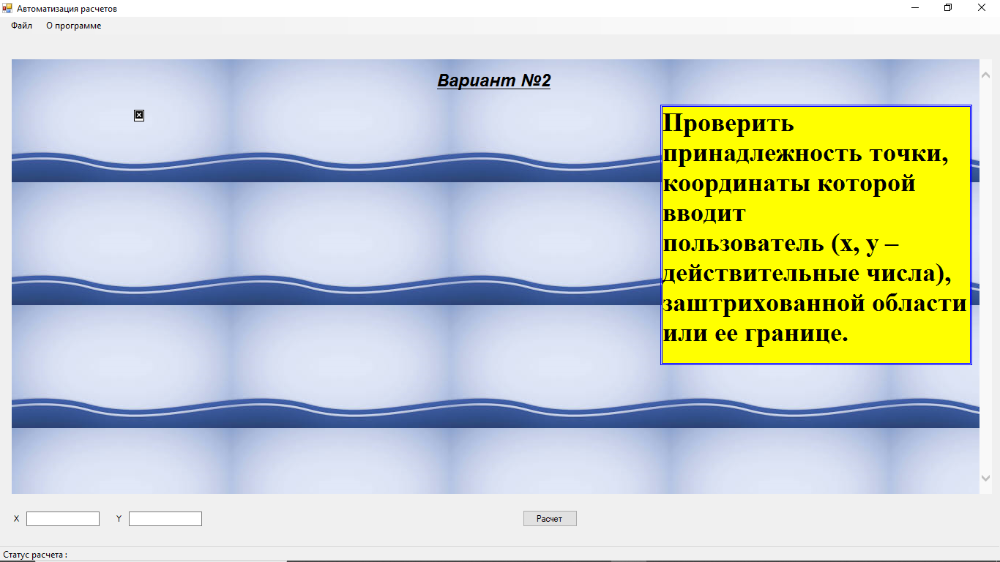 Автоматизация расчетов
Файл О программе
Вариант №2
Проверить
принадлежность точки,
координаты которой
вводит
пользователь (x, y –
действительные числа),
заштрихованной области
или ее границе.
X Y Расчет
Статус расчета :